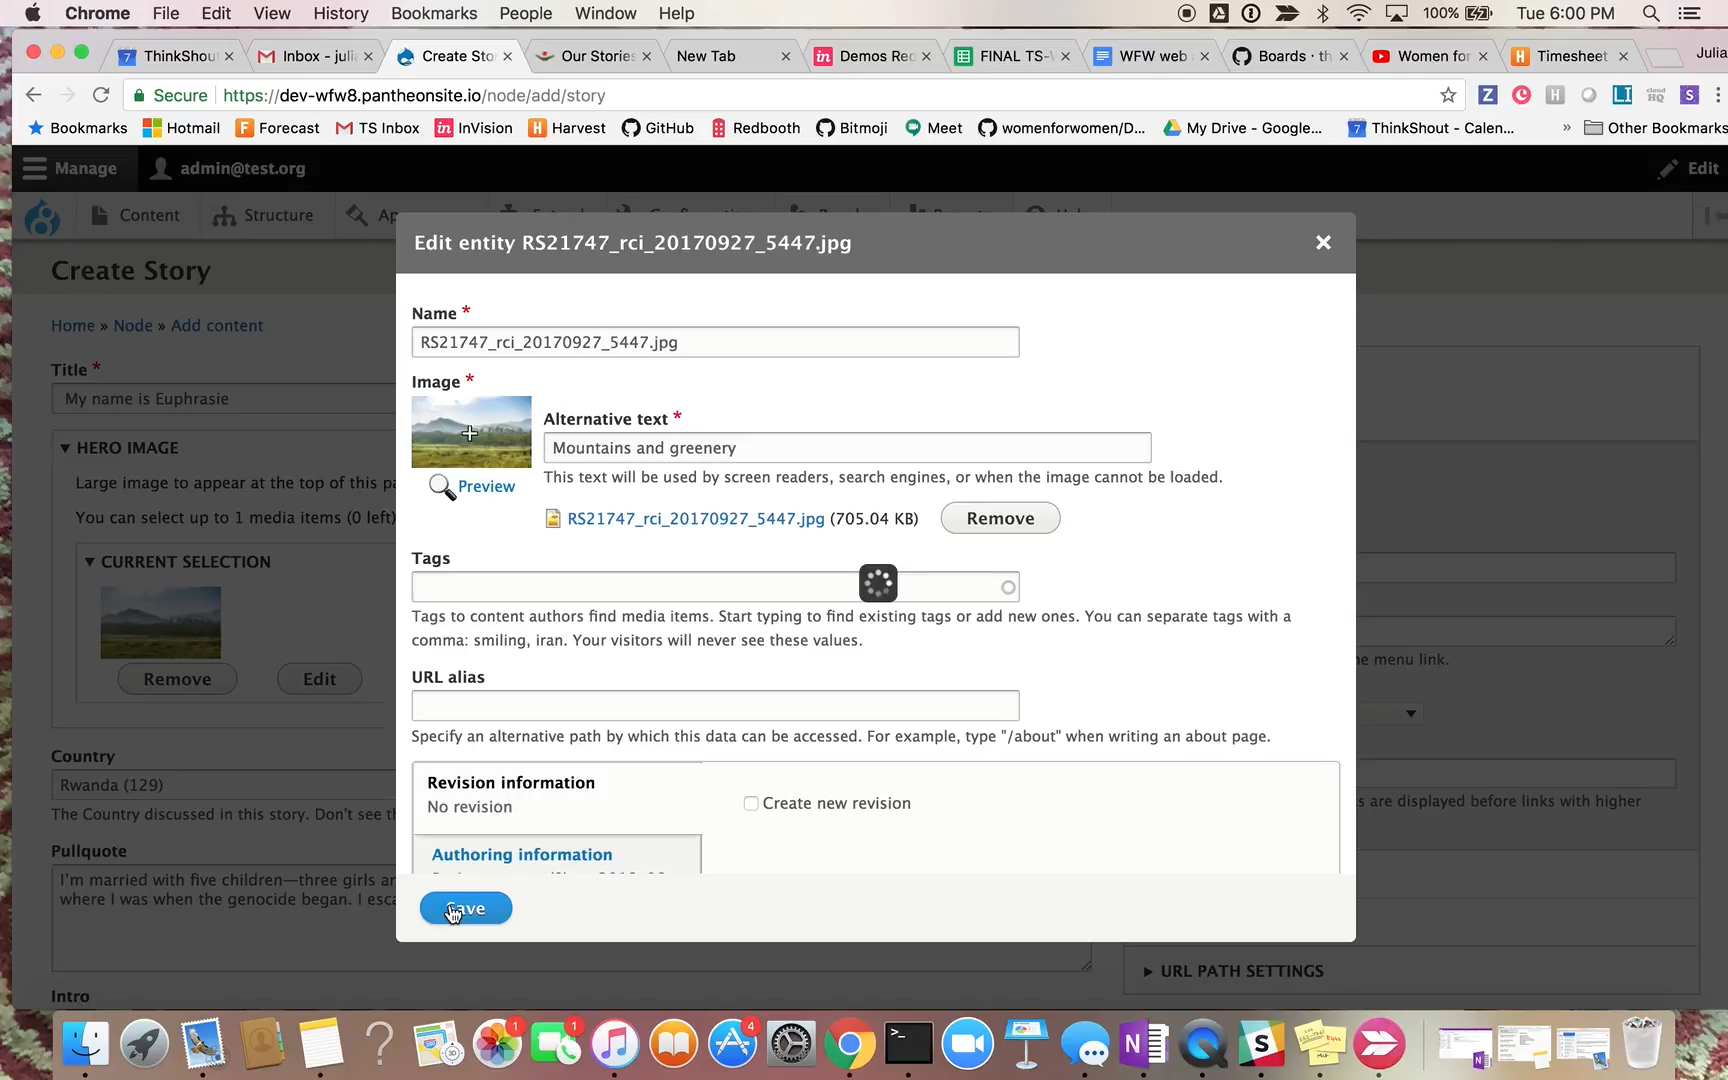 Chrome File Edit View History Bookmarks People Window Help 100% Tue 6:00 PM
ThinkShou Inbox - juli Create Sto Our Stories New Tab Demos Rec FINAL TS-W WFW web Boards · th Women for Timesheet Julia
Secure https://dev-wfw8.pantheonsite.io/node/add/story
Bookmarks Hotmail Forecast TS Inbox InVision Harvest GitHub Redbooth Bitmoji Meet womenforwomen/D... My Drive - Google... ThinkShout - Calen... » Other Bookmarks
Manage admin@test.org Edit
Content Structure Ap
Edit entity RS21747_rci_20170927_5447.jpg
Create Story
Home » Node » Add content
Title *
My name is Euphrasie
HERO IMAGE
Large image to appear at the top of this pa
You can select up to 1 media items (0 left)
CURRENT SELECTION
Remove Edit
Country
Rwanda (129)
The Country discussed in this story. Don't see th
Pullquote
I'm married with five children—three girls an
where I was when the genocide began. I esca
Intro
Name *
RS21747_rci_20170927_5447.jpg
Image *
Alternative text *
Mountains and greenery
This text will be used by screen readers, search engines, or when the image cannot be loaded.
Preview
RS21747_rci_20170927_5447.jpg (705.04 KB) Remove
Tags
Tags to content authors find media items. Start typing to find existing tags or add new ones. You can separate tags with a
comma: smiling, iran. Your visitors will never see these values.
URL alias
Specify an alternative path by which this data can be accessed. For example, type "/about" when writing an about page.
Revision information
No revision
Create new revision
Authoring information
Save
he menu link.
s are displayed before links with higher
URL PATH SETTINGS